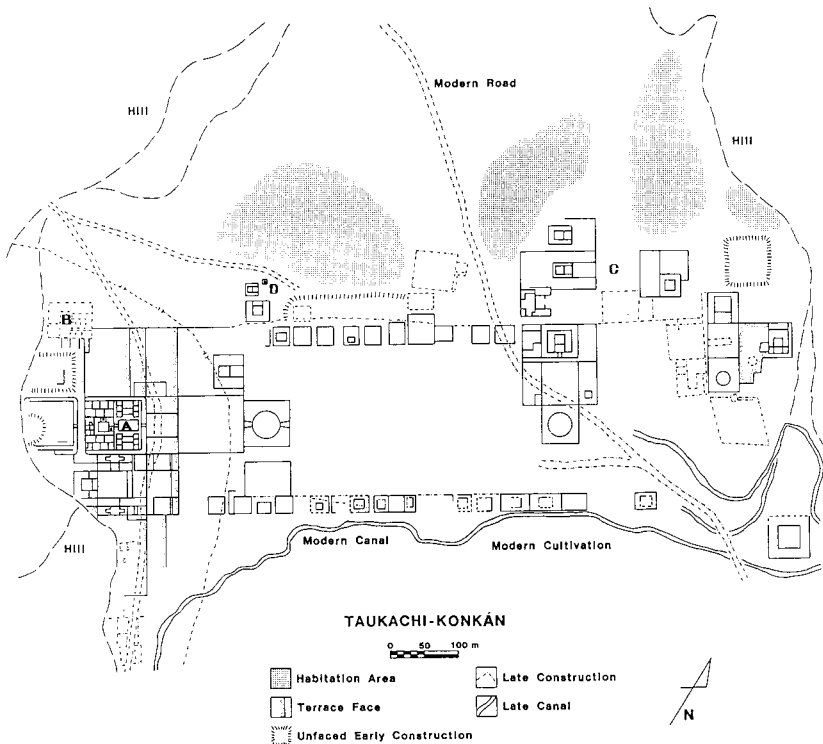 Modern Road
Hill
Hill
D
C
B
A
Hill
Modern Canal
Modern Cultivation
TAUKACHI-KONKÁN
0 50 100 m
Habitation Area
Late Construction
Terrace Face
Late Canal
Unfaced Early Construction
N